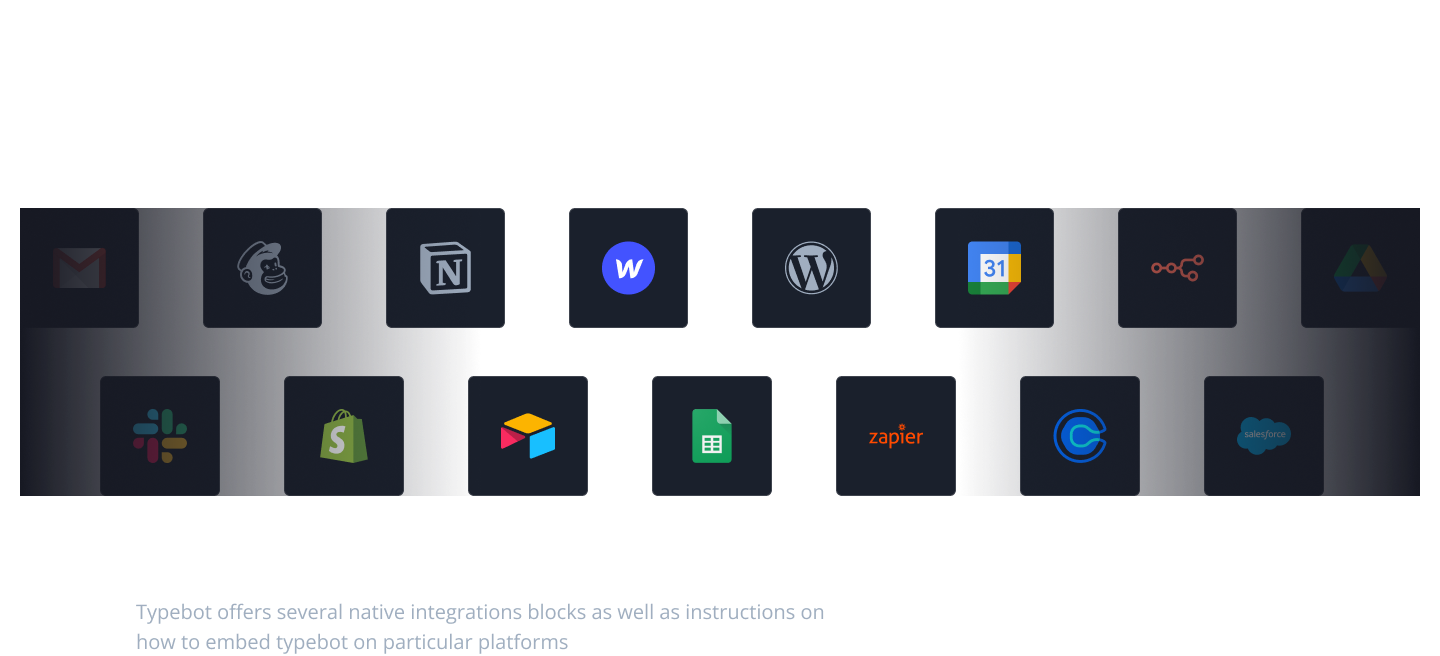 N
W
W
31
S
zapier
salesforce
Typebot offers several native integrations blocks as well as instructions on
how to embed typebot on particular platforms